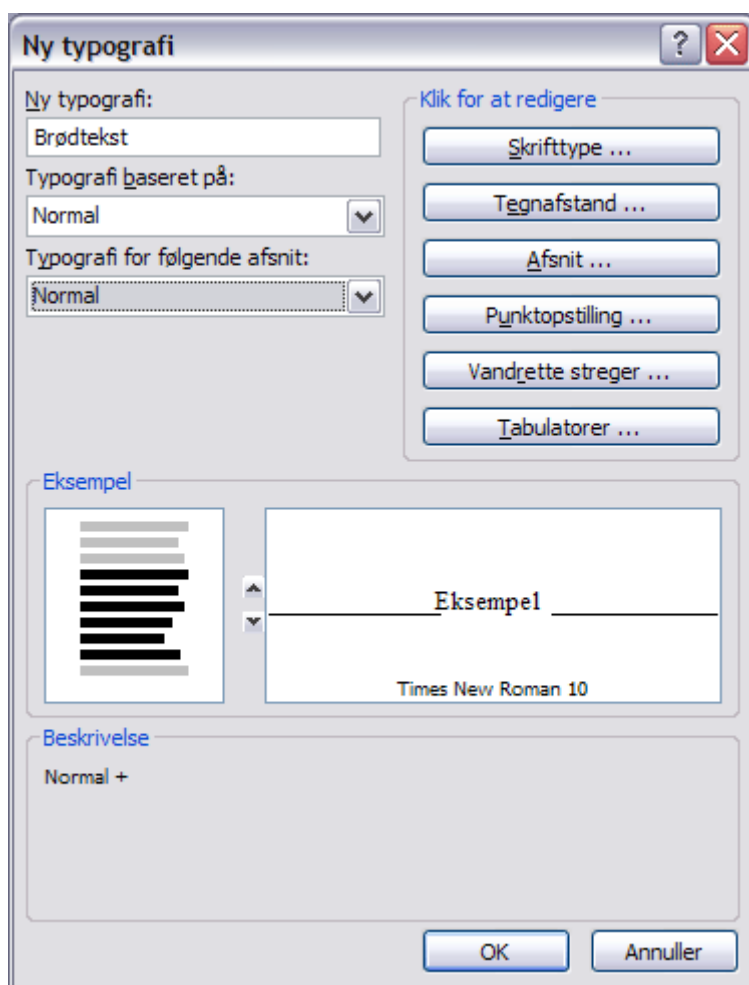 Ny typografi
Ny typografi:
Brødtekst
Typografi baseret på:
Normal
Typografi for følgende afsnit:
Normal
Klik for at redigere
Skrifttype ...
Tegnafstand ...
Afsnit ...
Punktopstilling ...
Vandrette streger ...
Tabulatorer ...
Eksempel
Eksempel
Times New Roman 10
Beskrivelse
Normal +
OK
Annuller